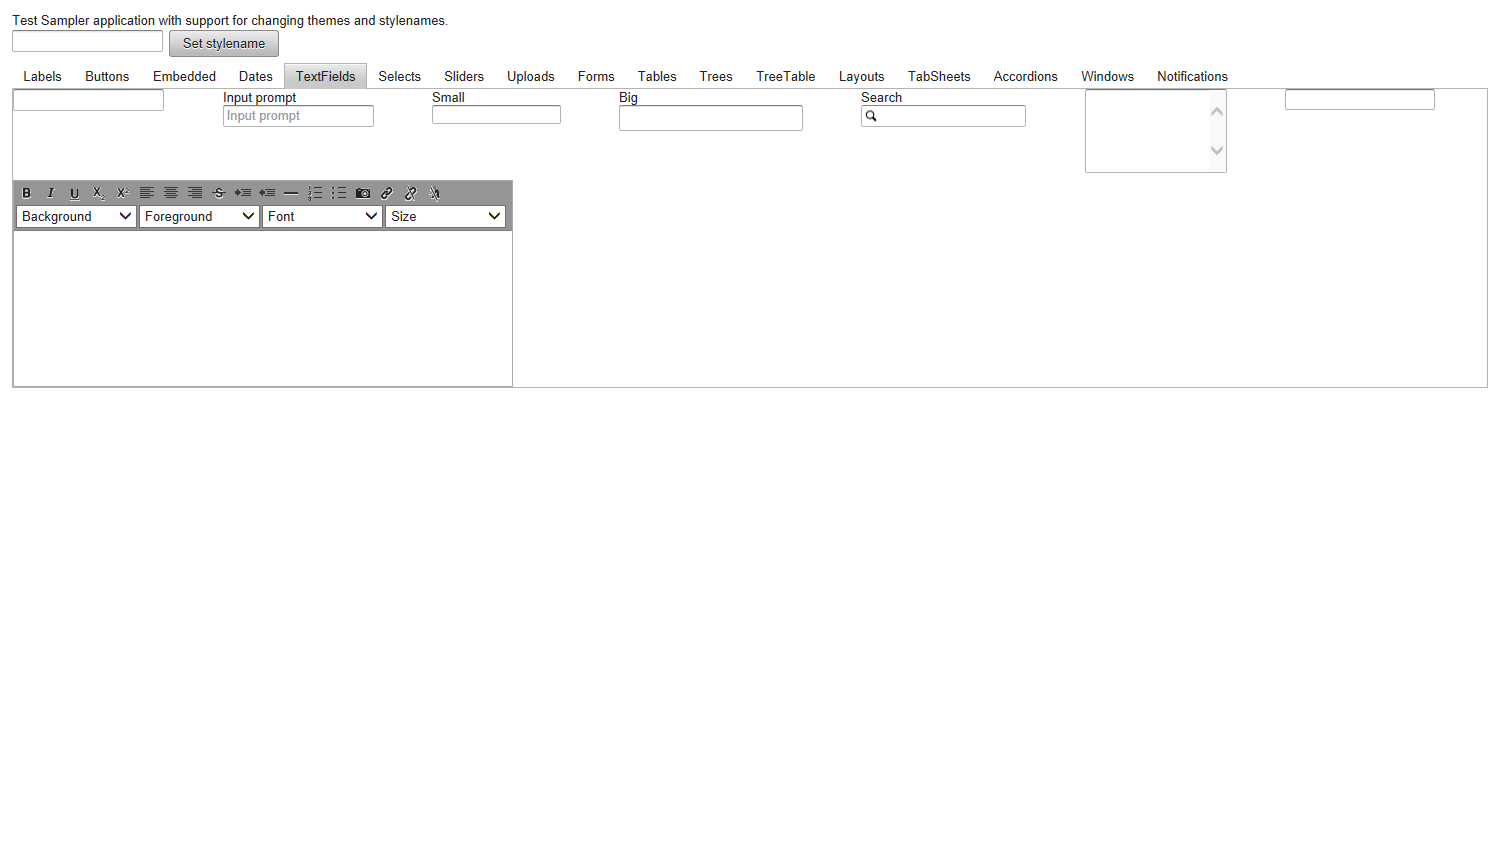 Test Sampler application with support for changing themes and stylenames.
Set stylename
Labels Buttons Embedded Dates TextFields Selects Sliders Uploads Forms Tables Trees TreeTable Layouts TabSheets Accordions Windows Notifications
Input prompt Small Big Search
Input prompt
B I U X₂ X² S
Background Foreground Font Size